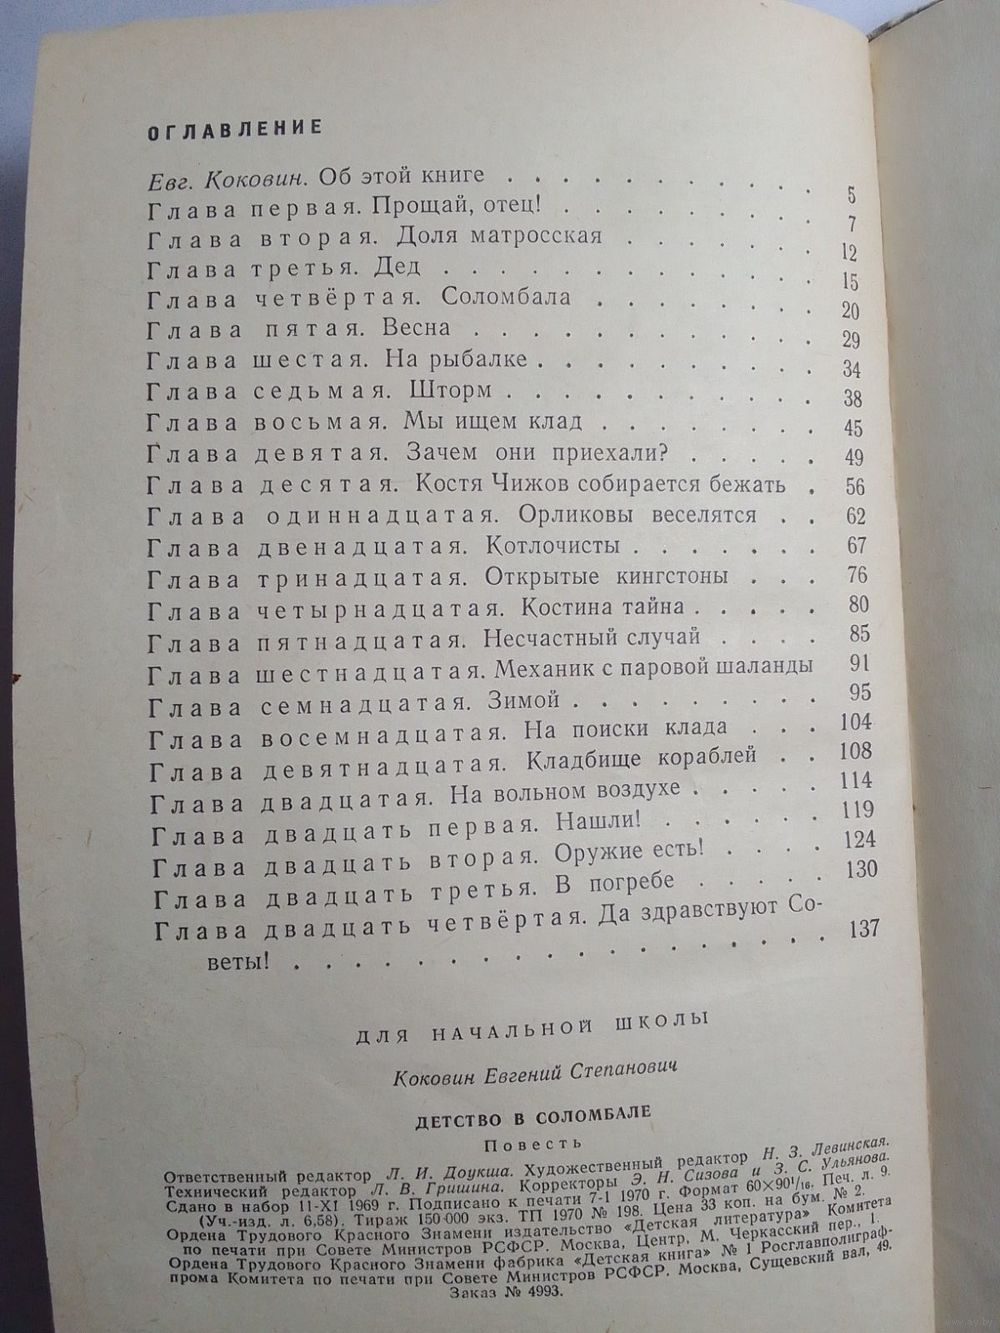 ОГЛАВЛЕНИЕ
Евг. Коковин. Об этой книге . . . . . . . . . . . 5
Глава первая. Прощай, отец! . . . . . . . . . 7
Глава вторая. Доля матросская . . . . . . . 12
Глава третья. Дед . . . . . . . . . . . . . 15
Глава четвёртая. Соломбала . . . . . . . . 20
Глава пятая. Весна . . . . . . . . . . . . 29
Глава шестая. На рыбалке . . . . . . . . . . 34
Глава седьмая. Шторм . . . . . . . . . . . 38
Глава восьмая. Мы ищем клад . . . . . . . . 45
Глава девятая. Зачем они приехали? . . . . . 49
Глава десятая. Костя Чижов собирается бежать . 56
Глава одиннадцатая. Орликовы веселятся . . 62
Глава двенадцатая. Котлочисты . . . . . . . 67
Глава тринадцатая. Открытые кингстоны . . . 76
Глава четырнадцатая. Костина тайна . . . . . 80
Глава пятнадцатая. Несчастный случай . . . . 85
Глава шестнадцатая. Механик с паровой шаланды 91
Глава семнадцатая. Зимой . . . . . . . . . 95
Глава восемнадцатая. На поиски клада . . . 104
Глава девятнадцатая. Кладбище кораблей . . 108
Глава двадцатая. На вольном воздухе . . . . . 114
Глава двадцать первая. Нашли! . . . . . . 119
Глава двадцать вторая. Оружие есть! . . . . 124
Глава двадцать третья. В погребе . . . . . 130
Глава двадцать четвёртая. Да здравствуют Со-
веты! . . . . . . . . . . . . . . 137
ДЛЯ НАЧАЛЬНОЙ ШКОЛЫ
Коковин Евгений Степанович
ДЕТСТВО В СОЛОМБАЛЕ
Повесть
Ответственный редактор Л. И. Доукша. Художественный редактор Н. З. Левинская.
Технический редактор Л. В. Гришина. Корректоры Э. Н. Сизова и З. С. Ульянова.
Сдано в набор 11-XI 1969 г. Подписано к печати 7-1 1970 г. Формат 60×90¹/₁₆. Печ. л. 9.
(Уч.-изд. л. 6,58). Тираж 150 000 экз. ТП 1970 № 198. Цена 33 коп. на бум. № 2.
Ордена Трудового Красного Знамени издательство «Детская литература» Комитета
по печати при Совете Министров РСФСР. Москва, Центр, М. Черкасский пер., 1.
Ордена Трудового Красного Знамени фабрика «Детская книга» № 1 Росглавполиграф-
прома Комитета по печати при Совете Министров РСФСР. Москва, Сущевский вал, 49.
Заказ № 4993.